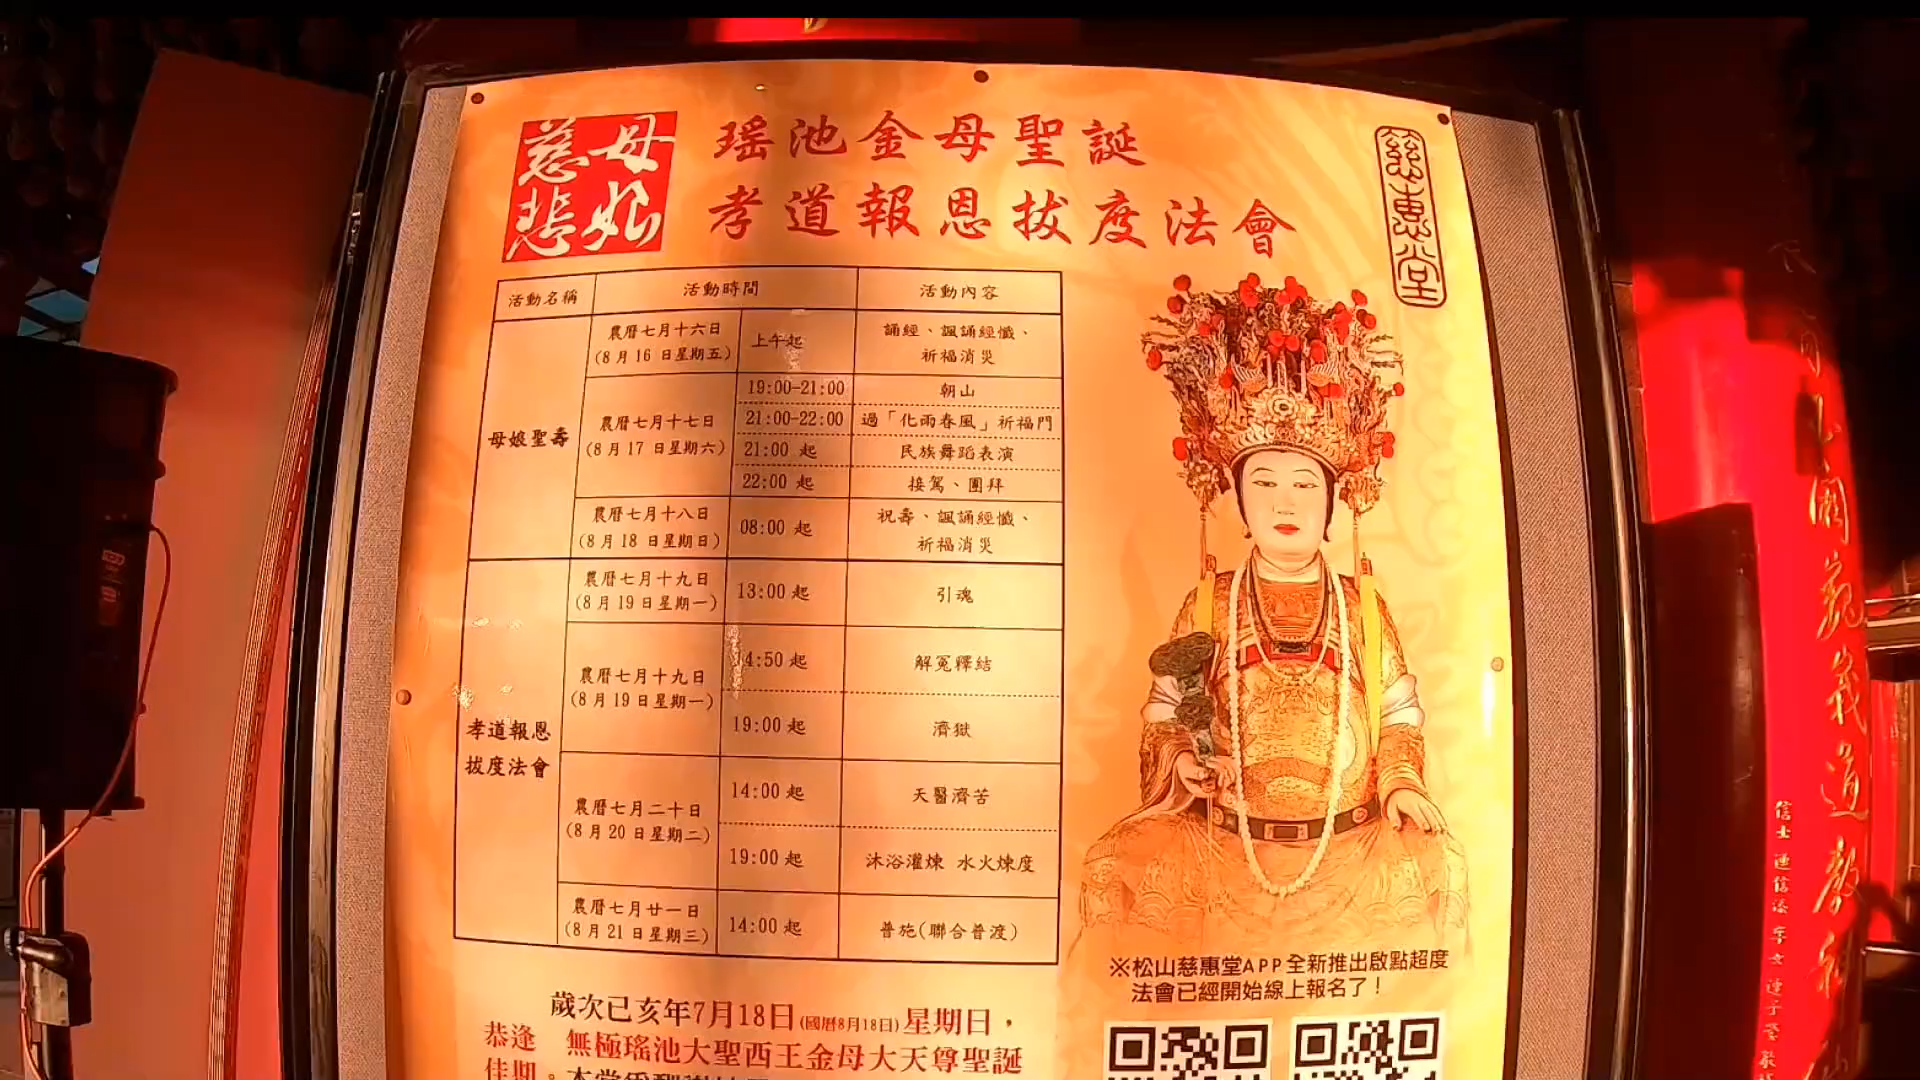 慈母
悲娘
瑶池金母聖誕
孝道報恩拔度法會
慈惠堂
活動名稱 活動時間 活動內容
母娘聖壽
農曆七月十六日
(8月16日星期五)
上午起
誦經、諷誦經懺、
祈福消災
農曆七月十七日
(8月17日星期六)
19:00-21:00 朝山
21:00-22:00 過「化雨春風」祈福門
21:00 起 民族舞蹈表演
22:00 起 接駕、團拜
農曆七月十八日
(8月18日星期日)
08:00 起
祝壽、諷誦經懺、
祈福消災
孝道報恩
拔度法會
農曆七月十九日
(8月19日星期一)
13:00 起 引魂
農曆七月十九日
(8月19日星期一)
14:50 起 解冤釋結
19:00 起 濟獄
農曆七月二十日
(8月20日星期二)
14:00 起 天醫濟苦
19:00 起 沐浴灌煉 水火煉度
農曆七月廿一日
(8月21日星期三)
14:00 起 普施(聯合普渡)
※松山慈惠堂APP全新推出啟點超度
法會已經開始線上報名了!
恭逢
佳期。
歲次己亥年7月18日(國曆8月18日)星期日，
無極瑤池大聖西王金母大天尊聖誕
信士